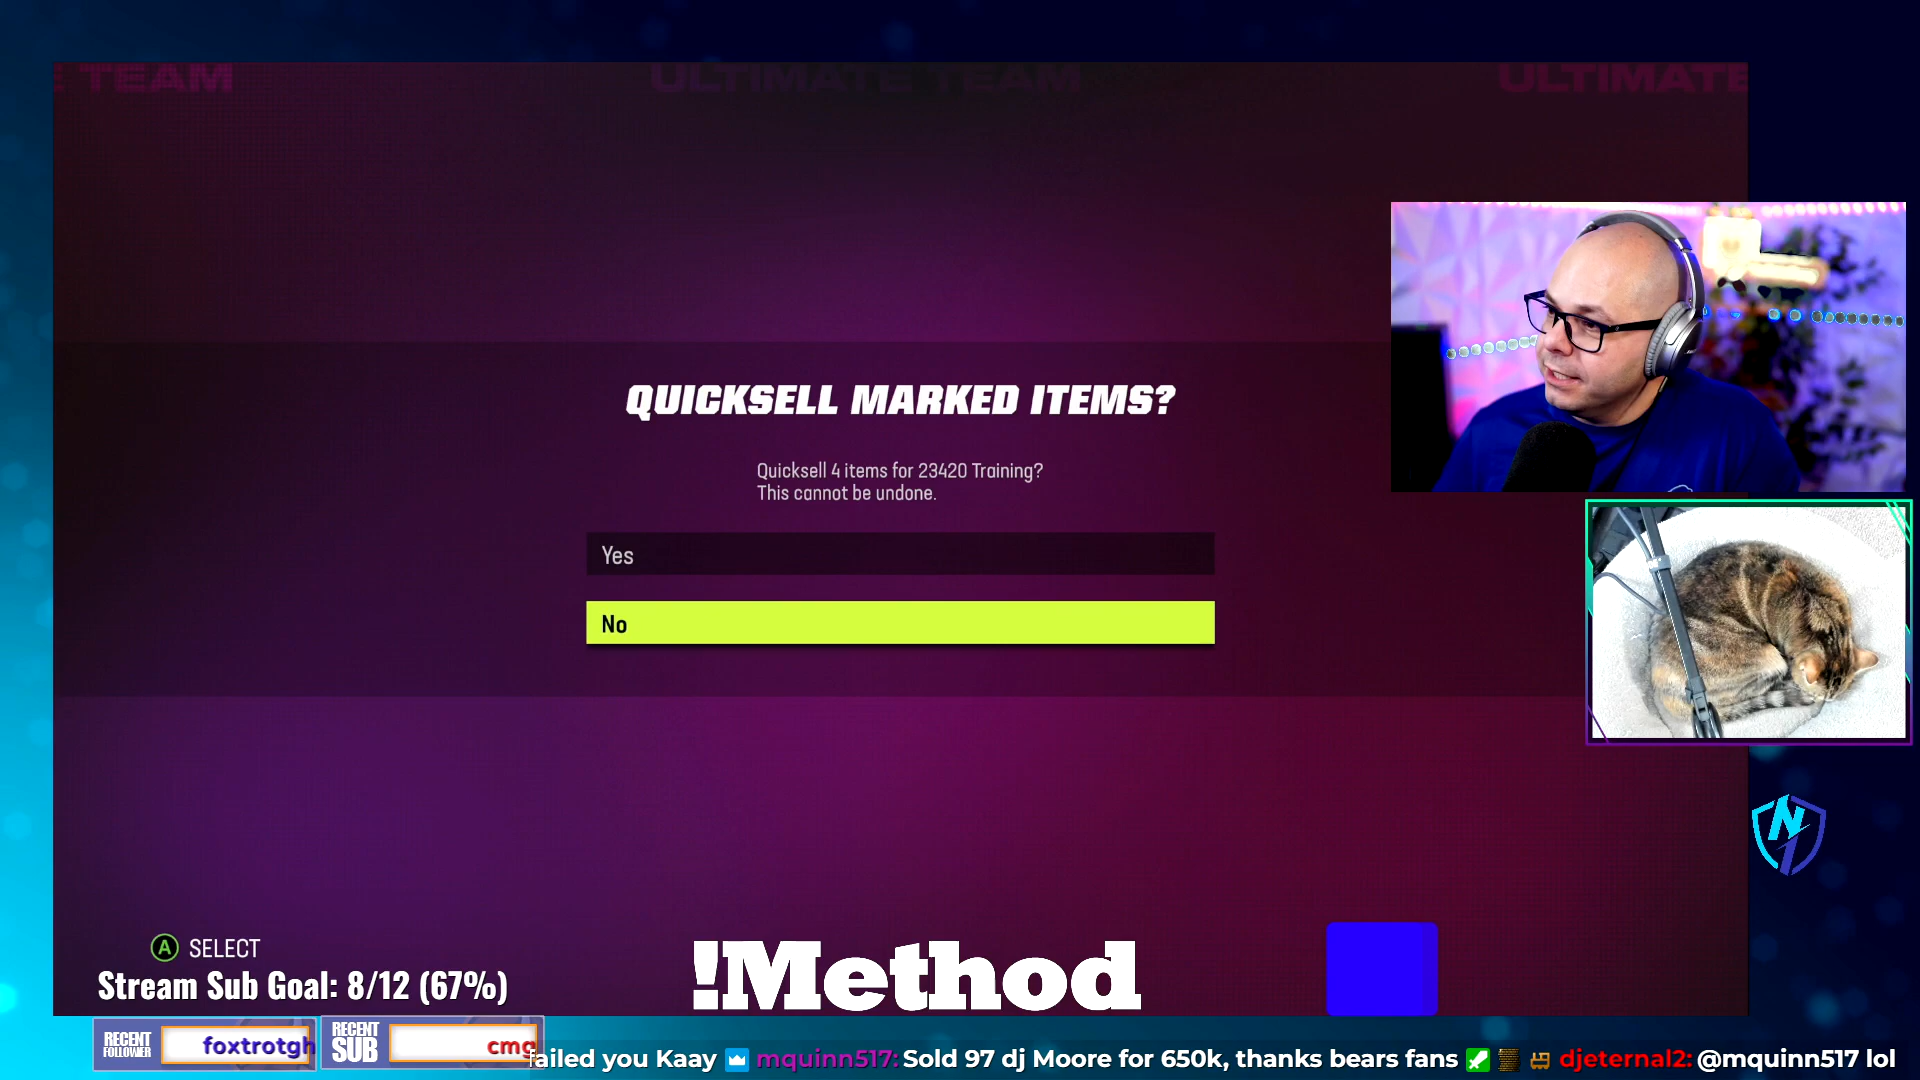 E TEAM
ULTIMATE TEAM
ULTIMATE
QUICKSELL MARKED ITEMS?
Quicksell 4 items for 23420 Training?
This cannot be undone.
Yes
No
A SELECT
Stream Sub Goal: 8/12 (67%)
!Method
RECENT FOLLOWER foxtrotgh
RECENT SUB cmg
failed you Kaay mquinn517: Sold 97 dj Moore for 650k, thanks bears fans djeternal2: @mquinn517 lol